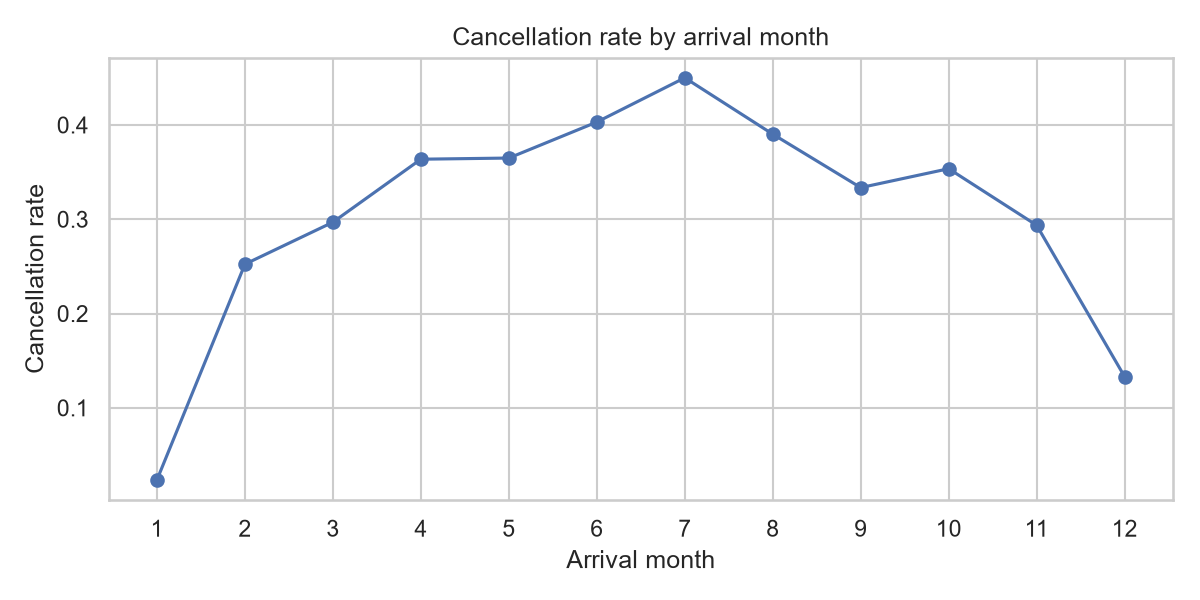 Cancellation rate by arrival month
Cancellation rate
0.4
0.3
0.2
0.1
1 2 3 4 5 6 7 8 9 10 11 12
Arrival month